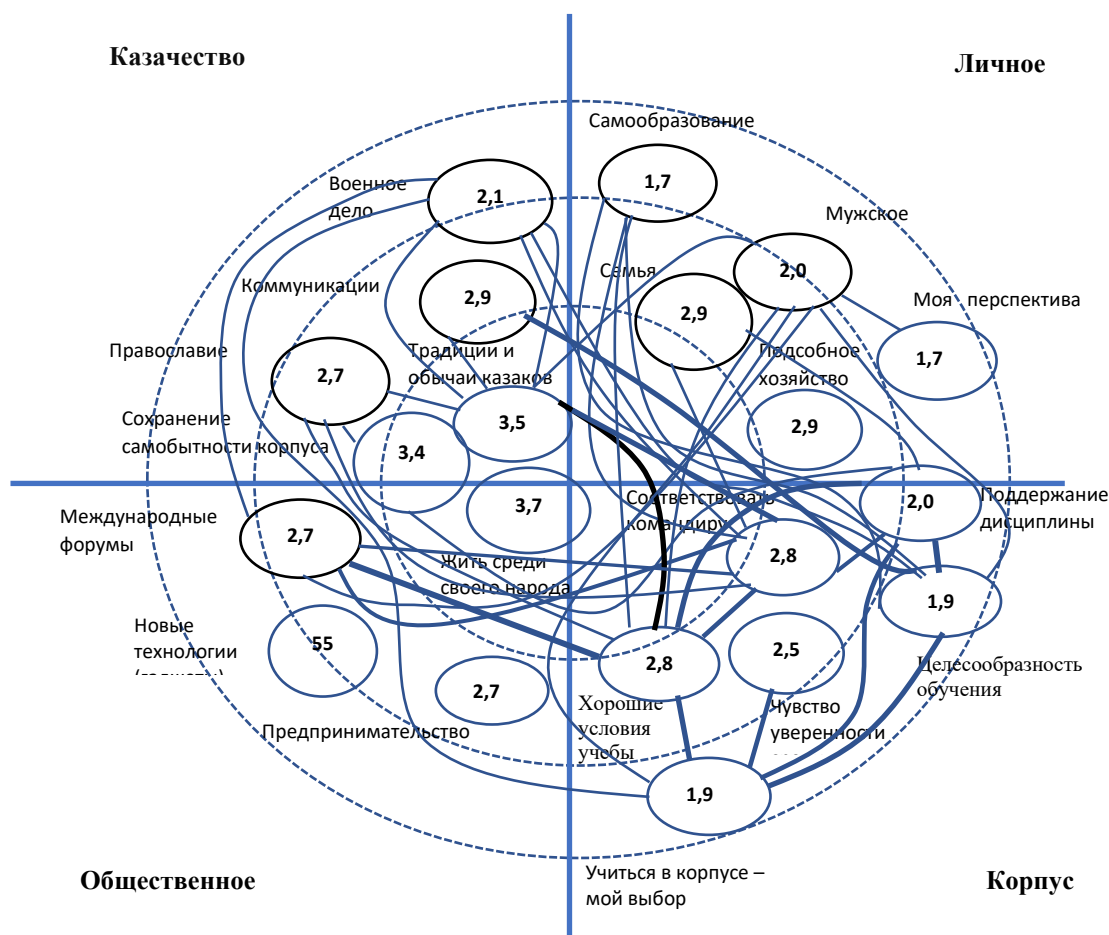 Казачество
Личное
Самообразование
1,7
Военное
дело
2,1
Мужское
2,0
Семья
2,9
Коммуникации
2,9
Моя перспектива
1,7
Православие
2,7
Традиции и
обычаи казаков
3,5
Подсобное
хозяйство
2,9
Сохранение
самобытности корпуса
3,4
3,7
Соответствовать
командиру
2,8
2,0
Поддержание
дисциплины
Международные
форумы
2,7
Жить среди
своего народа
1,9
Новые
технологии
55
2,7
2,8
2,5
Целесообразность
обучения
Предпринимательство
Хорошие
условия
учебы
Чувство
уверенности
1,9
Общественное
Учиться в корпусе –
мой выбор
Корпус